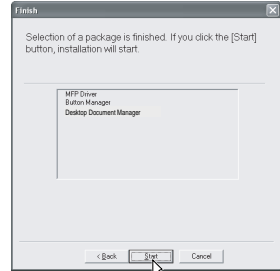 Finish
Selection of a package is finished. If you click the [Start]
button, installation will start.
MFP Driver
Button Manager
Desktop Document Manager
< Back Start Cancel